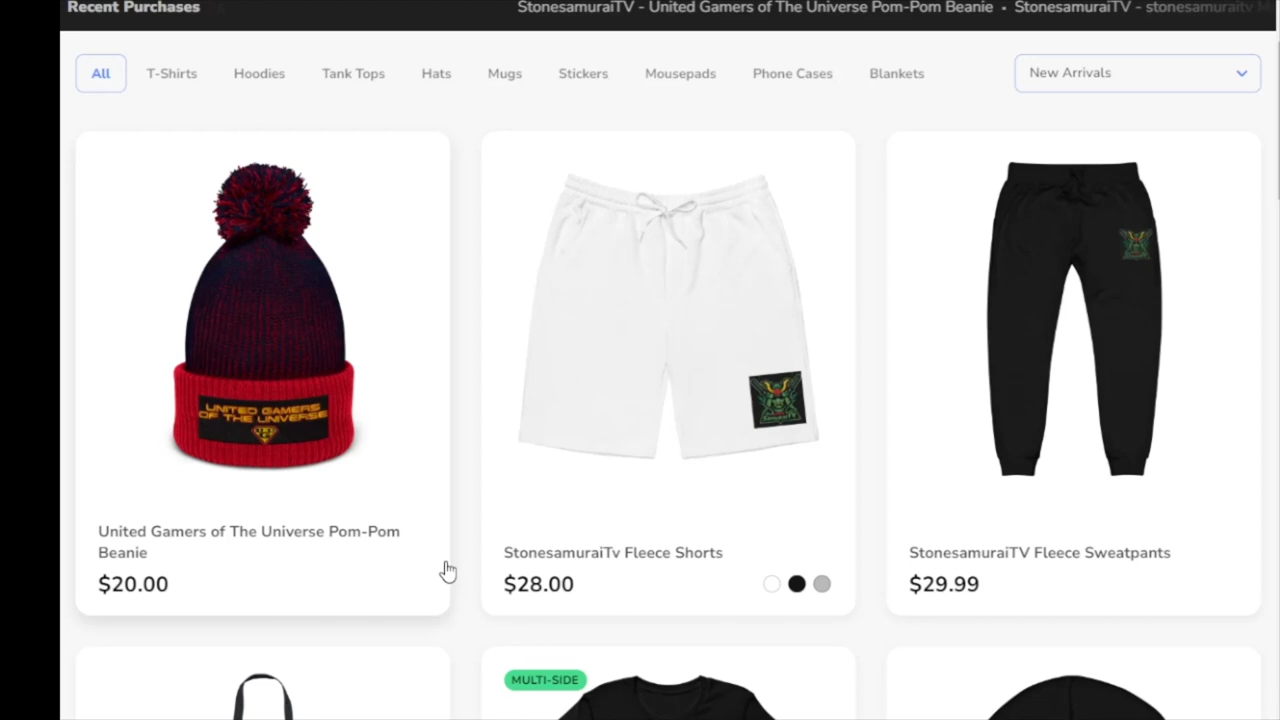 Recent Purchases
StonesamuraiTV - United Gamers of The Universe Pom-Pom Beanie • StonesamuraiTV - stonesamuraitv
All
T-Shirts
Hoodies
Tank Tops
Hats
Mugs
Stickers
Mousepads
Phone Cases
Blankets
New Arrivals
UNITED GAMERS
OF THE UNIVERSE
United Gamers of The Universe Pom-Pom
Beanie
$20.00
SamuraiTV
StonesamuraiTv Fleece Shorts
$28.00
StonesamuraiTV Fleece Sweatpants
$29.99
MULTI-SIDE